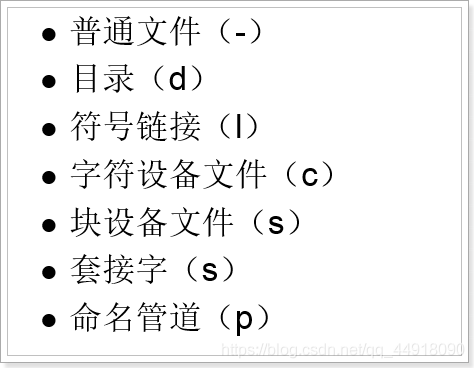 ● 普通文件（-）
● 目录（d）
● 符号链接（l）
● 字符设备文件（c）
● 块设备文件（s）
● 套接字（s）
● 命名管道（p）
https://blog.csdn.net/qq_44918090